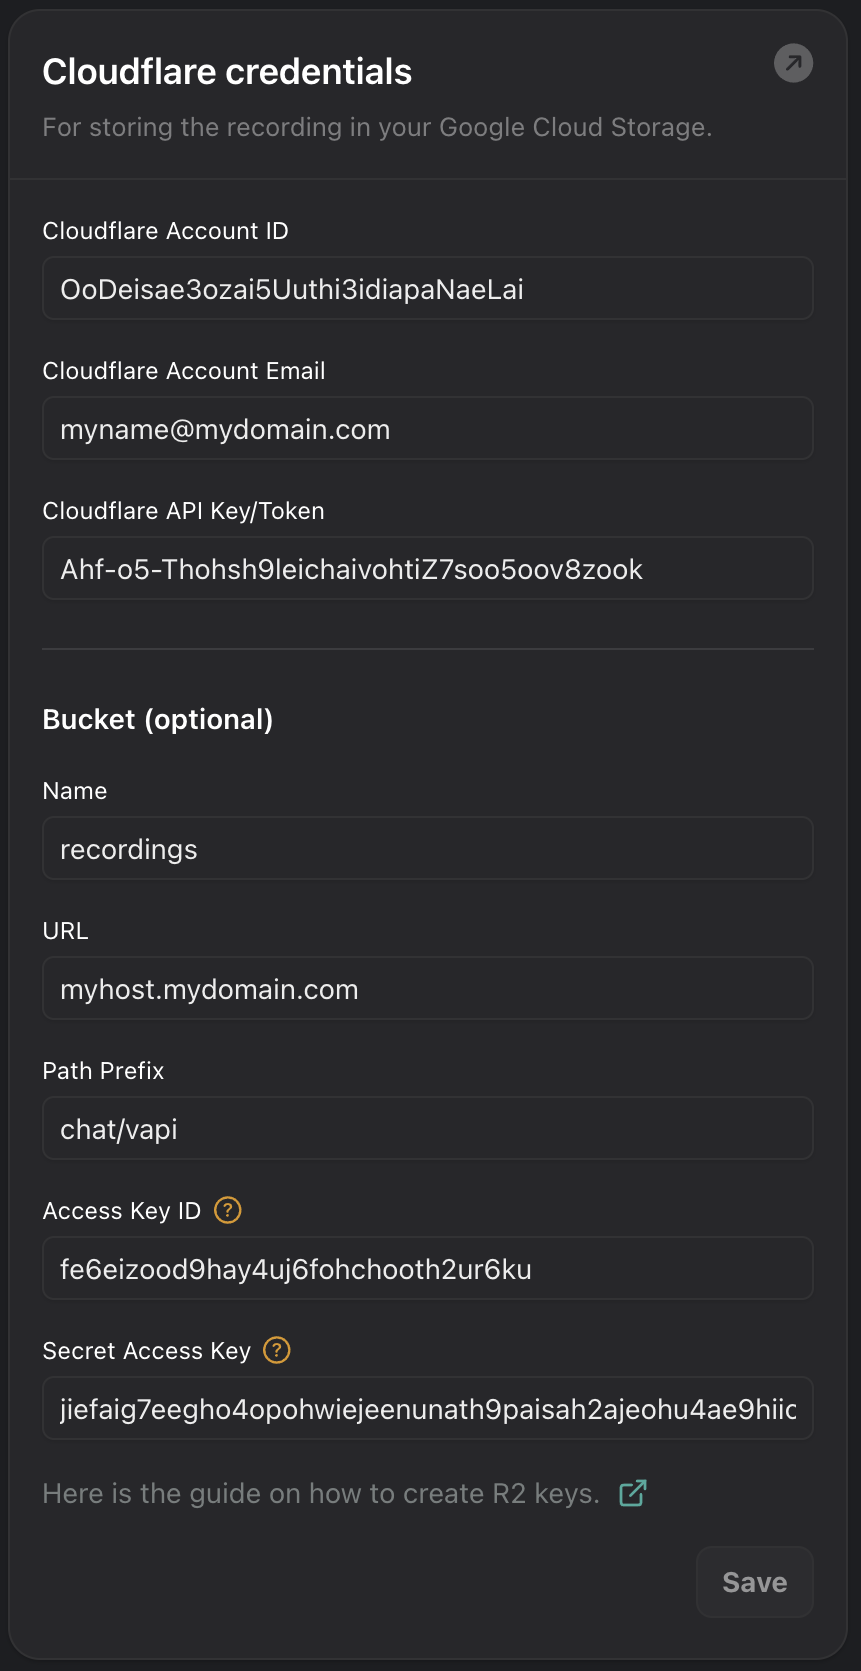 Cloudflare credentials
For storing the recording in your Google Cloud Storage.
Cloudflare Account ID
OoDeisae3ozai5Uuthi3idiapaNaeLai
Cloudflare Account Email
myname@mydomain.com
Cloudflare API Key/Token
Ahf-o5-Thohsh9leichaivohtiZ7soo5oov8zook
Bucket (optional)
Name
recordings
URL
myhost.mydomain.com
Path Prefix
chat/vapi
Access Key ID ?
fe6eizood9hay4uj6fohchooth2ur6ku
Secret Access Key ?
jiefaig7eegho4opohwiejeenunath9paisah2ajeohu4ae9hiic
Here is the guide on how to create R2 keys.
Save